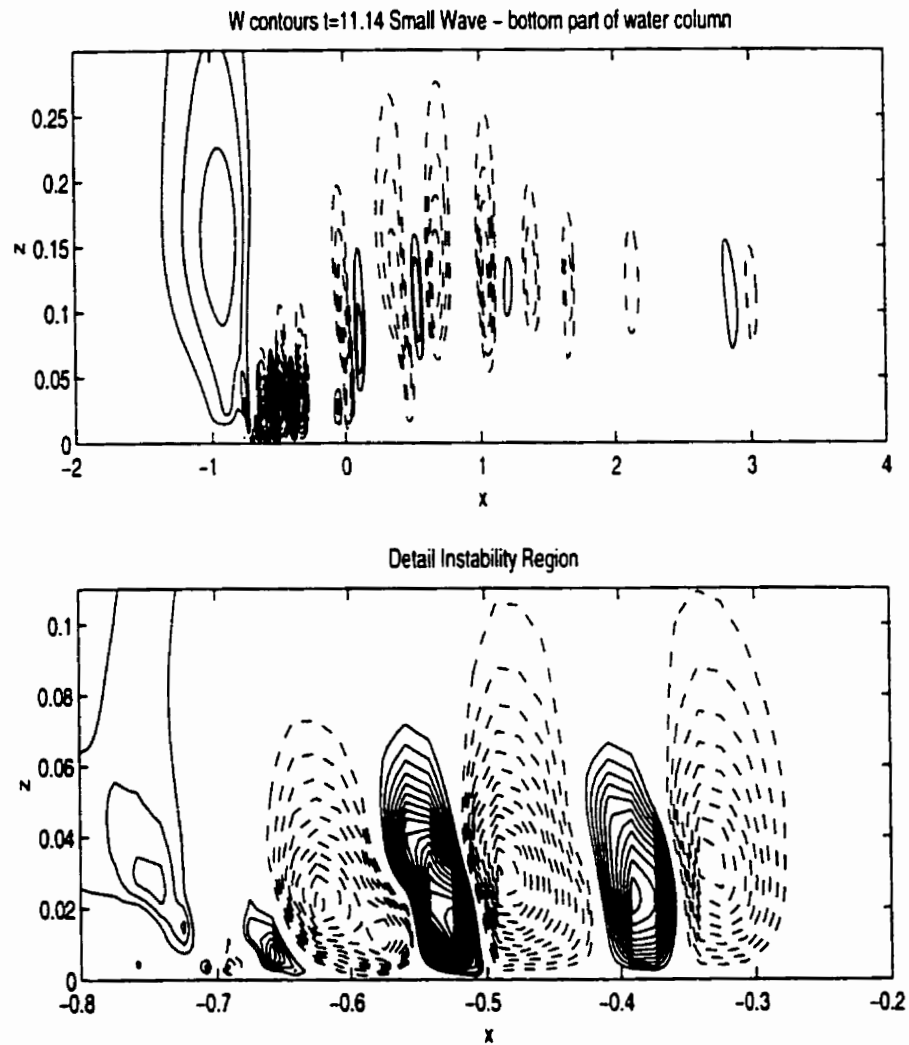 W contours t=11.14 Small Wave – bottom part of water column
0.25
0.2
0.15
0.1
0.05
0
z
−2 −1 0 1 2 3 4
x
Detail Instability Region
0.1
0.08
0.06
0.04
0.02
0
z
−0.8 −0.7 −0.6 −0.5 −0.4 −0.3 −0.2
x